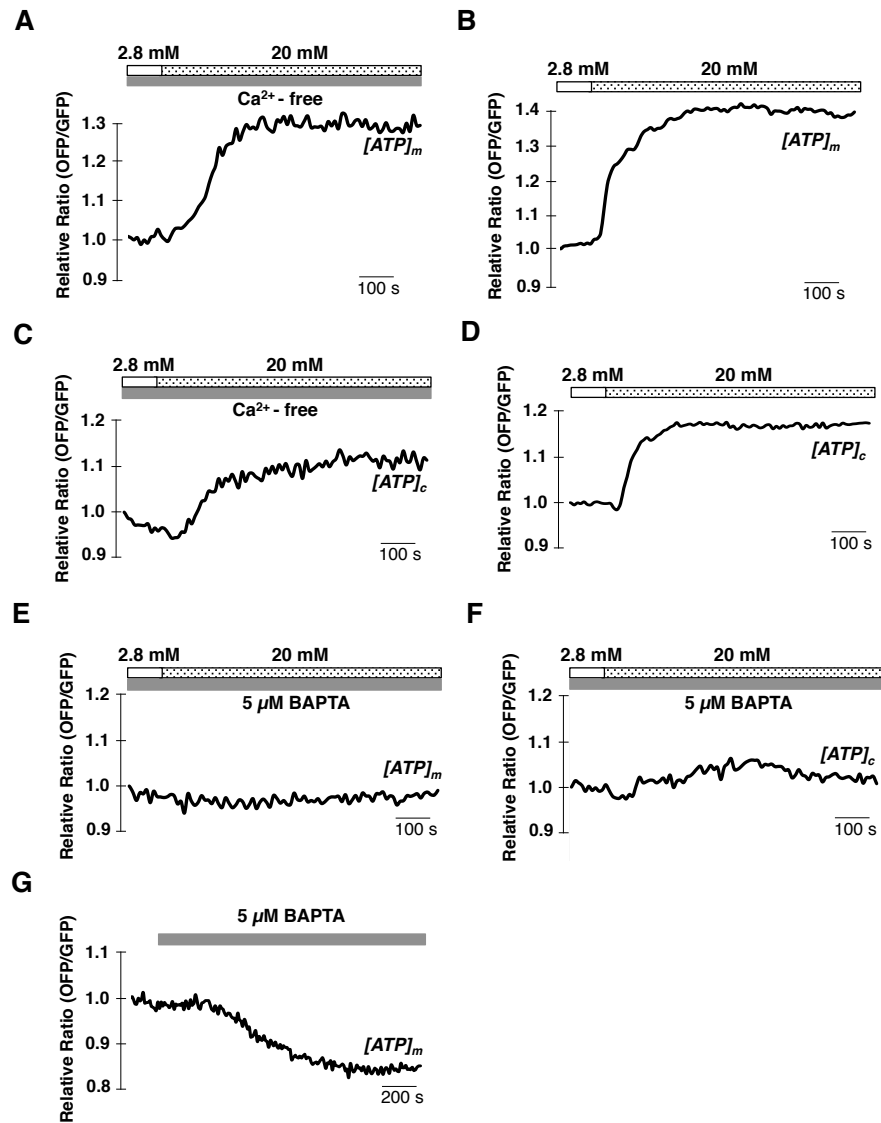 A
2.8 mM 20 mM
Ca²⁺ - free
Relative Ratio (OFP/GFP)
1.3
1.2
1.1
1.0
0.9
[ATP]m
100 s
B
2.8 mM 20 mM
Relative Ratio (OFP/GFP)
1.4
1.3
1.2
1.1
1.0
0.9
[ATP]m
100 s
C
2.8 mM 20 mM
Ca²⁺ - free
Relative Ratio (OFP/GFP)
1.2
1.1
1.0
0.9
[ATP]c
100 s
D
2.8 mM 20 mM
Relative Ratio (OFP/GFP)
1.2
1.1
1.0
0.9
[ATP]c
100 s
E
2.8 mM 20 mM
5 µM BAPTA
Relative Ratio (OFP/GFP)
1.2
1.1
1.0
0.9
[ATP]m
100 s
F
2.8 mM 20 mM
5 µM BAPTA
Relative Ratio (OFP/GFP)
1.2
1.1
1.0
0.9
[ATP]c
100 s
G
5 µM BAPTA
Relative Ratio (OFP/GFP)
1.1
1.0
0.9
0.8
[ATP]m
200 s